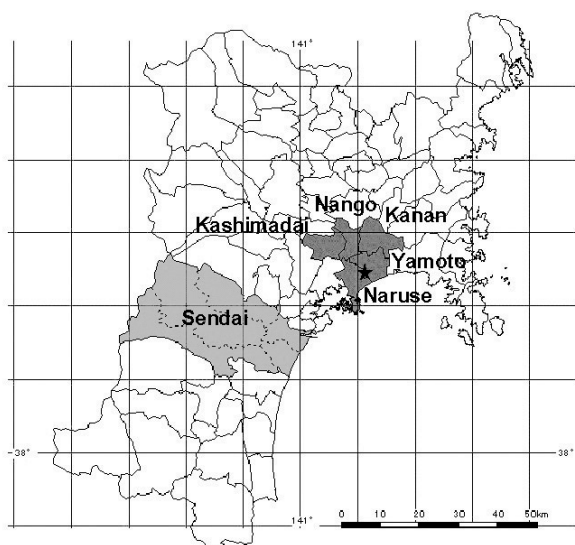 141°
Nango
Kanan
Kashimadai
Yamoto
Naruse
Sendai
38°
38°
141°
0 10 20 30 40 50km